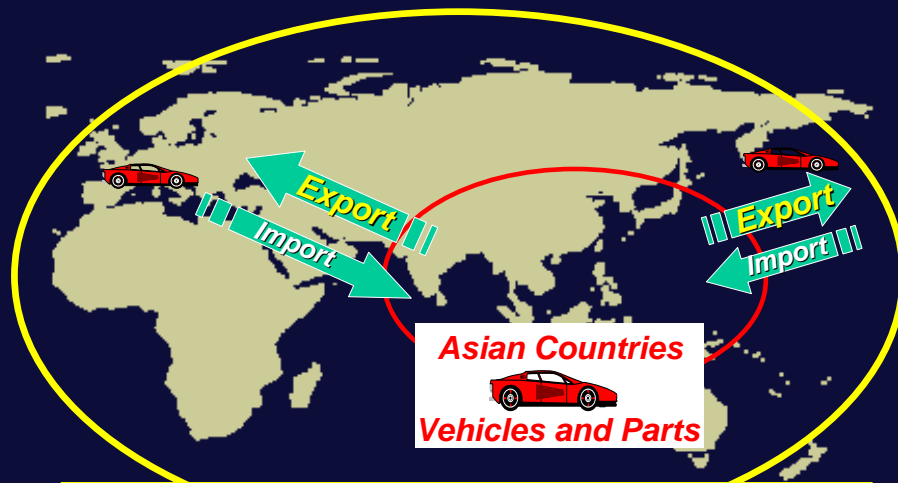 Export
Import
Export
Import
Asian Countries
Vehicles and Parts